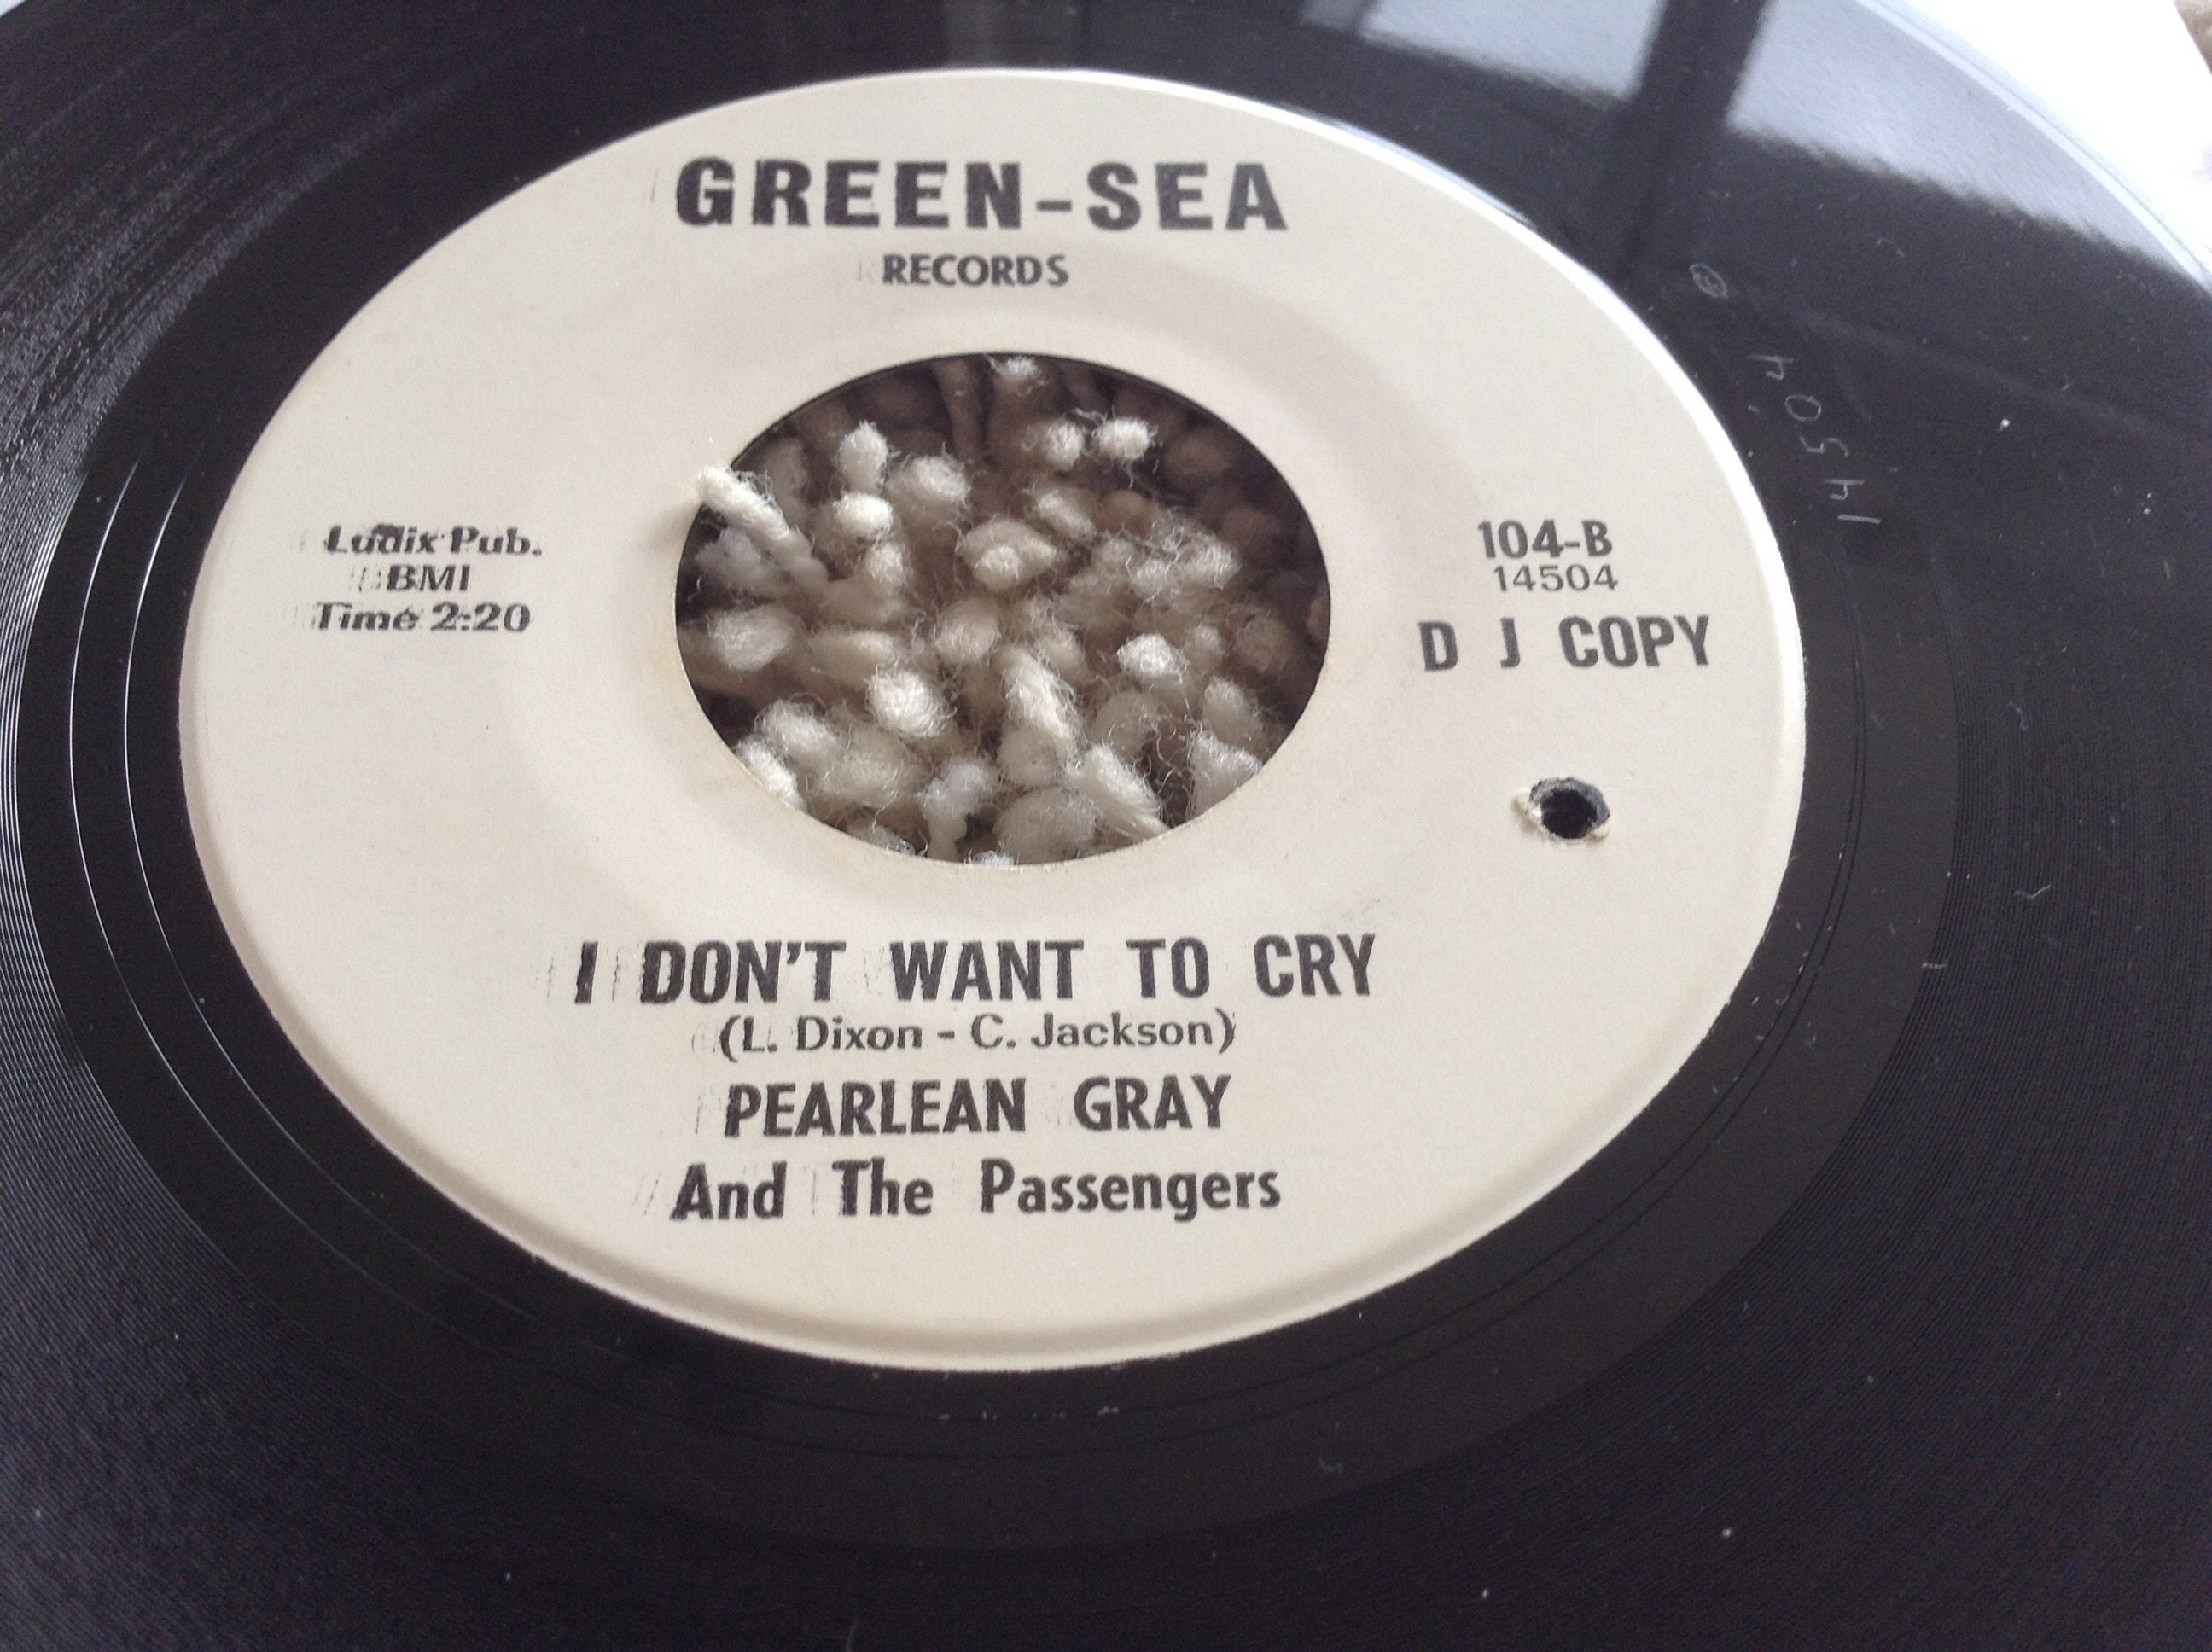 GREEN-SEA
RECORDS
Ludix Pub.
BMI
Time 2:20
104-B
14504
D J COPY
I DON'T WANT TO CRY
(L. Dixon - C. Jackson)
PEARLEAN GRAY
And The Passengers
14504